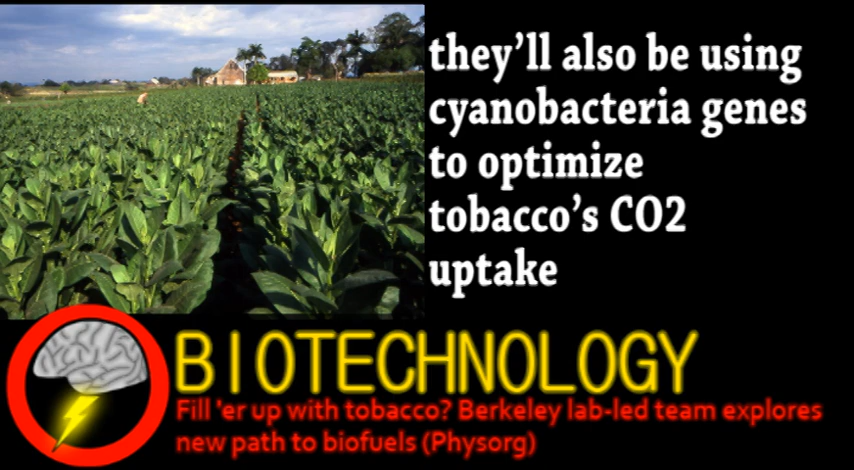 they’ll also be using
cyanobacteria genes
to optimize
tobacco’s CO2
uptake
BIOTECHNOLOGY
Fill 'er up with tobacco? Berkeley lab-led team explores
new path to biofuels (Physorg)